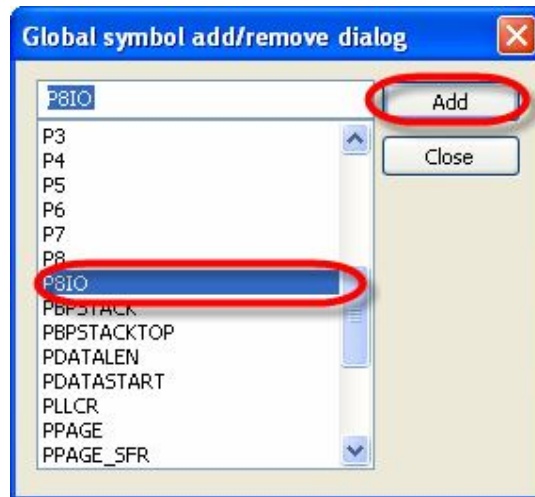 Global symbol add/remove dialog
P8IO
Add
Close
P3
P4
P5
P6
P7
P8
P8IO
PBPSTACK
PBPSTACKTOP
PDATALEN
PDATASTART
PLLCR
PPAGE
PPAGE_SFR